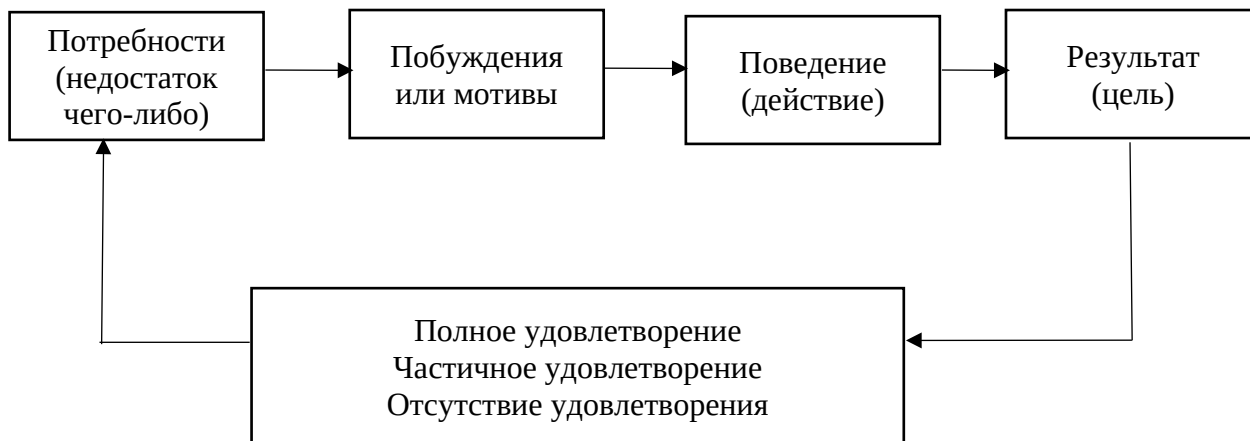 Потребности
(недостаток
чего-либо)
Побуждения
или мотивы
Поведение
(действие)
Результат
(цель)
Полное удовлетворение
Частичное удовлетворение
Отсутствие удовлетворения